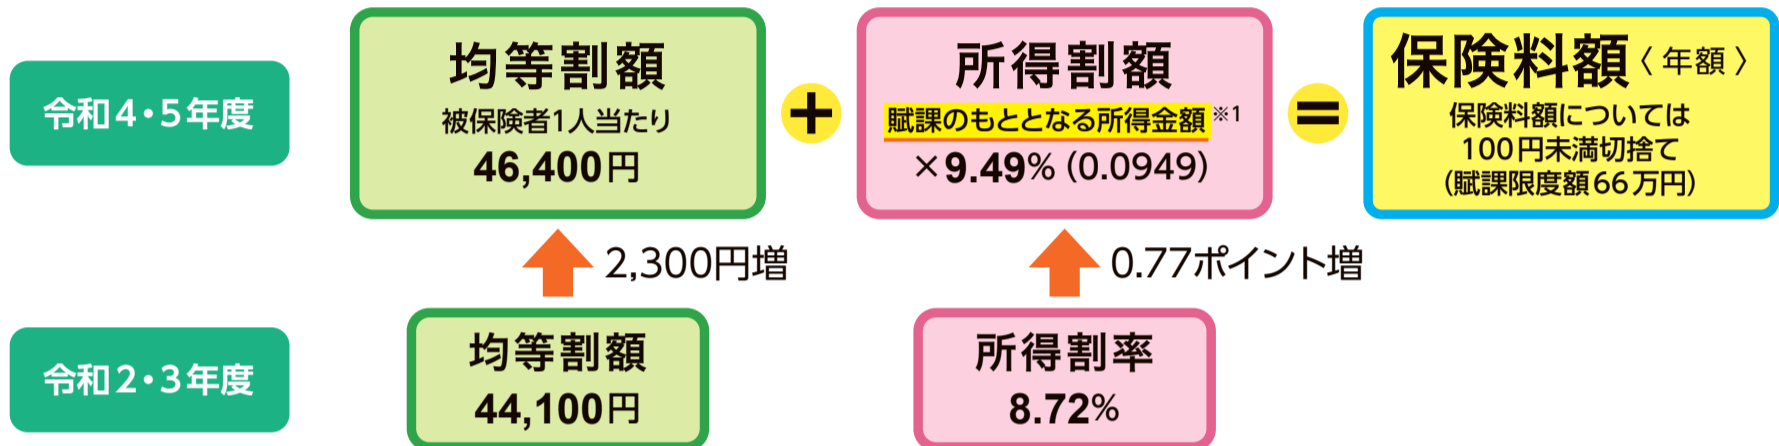 令和4・5年度
均等割額
被保険者1人当たり
46,400円
+
所得割額
賦課のもととなる所得金額※1
×9.49%(0.0949)
=
保険料額〈年額〉
保険料額については
100円未満切捨て
(賦課限度額66万円)
2,300円増
0.77ポイント増
令和2・3年度
均等割額
44,100円
所得割率
8.72%